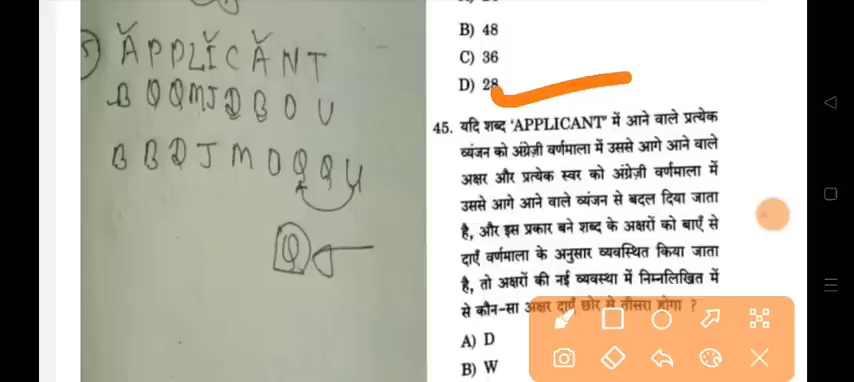 5) APPLICANT
BQQMJDBOU
BBDJMOQQU
Q
B) 48
C) 36
D) 28
45. यदि शब्द 'APPLICANT' में आने वाले प्रत्येक
व्यंजन को अंग्रेज़ी वर्णमाला में उससे आगे आने वाले
अक्षर और प्रत्येक स्वर को अंग्रेज़ी वर्णमाला में
उससे आगे आने वाले व्यंजन से बदल दिया जाता
है, और इस प्रकार बने शब्द के अक्षरों को बाएँ से
दाएँ वर्णमाला के अनुसार व्यवस्थित किया जाता
है, तो अक्षरों की नई व्यवस्था में निम्नलिखित में
से कौन-सा अक्षर दाएँ छोर से तीसरा होगा ?
A) D
B) W